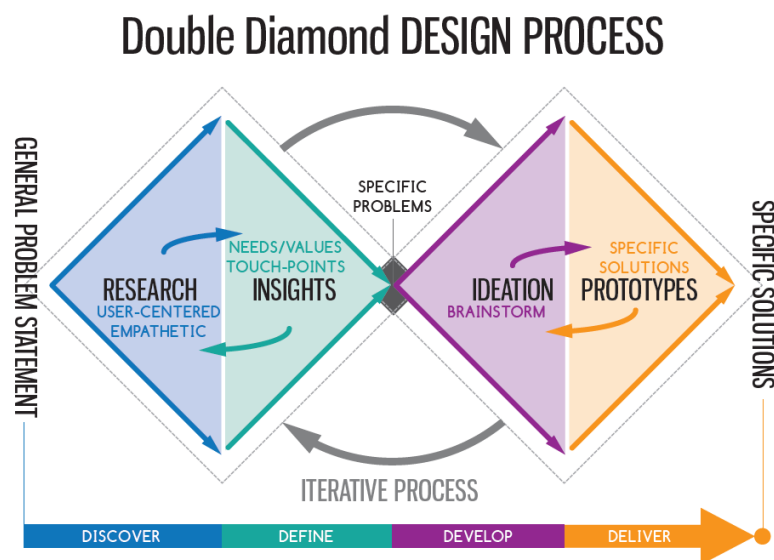 Double Diamond DESIGN PROCESS
GENERAL PROBLEM STATEMENT
SPECIFIC
PROBLEMS
NEEDS/VALUES
TOUCH-POINTS
RESEARCH
INSIGHTS
USER-CENTERED
EMPATHETIC
SPECIFIC
SOLUTIONS
IDEATION
PROTOTYPES
BRAINSTORM
SPECIFIC SOLUTIONS
ITERATIVE PROCESS
DISCOVER
DEFINE
DEVELOP
DELIVER